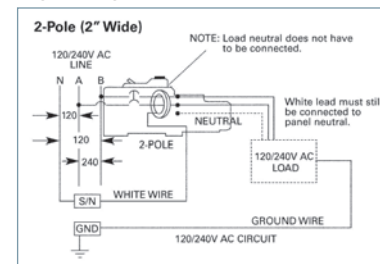 2-Pole (2" Wide)
NOTE: Load neutral does not have
to be connected.
120/240V AC
LINE
N A B
120
120
240
NEUTRAL
2-POLE
White lead must still
be connected to
panel neutral.
120/240V AC
LOAD
WHITE WIRE
S/N
GROUND WIRE
GND
120/240V AC CIRCUIT